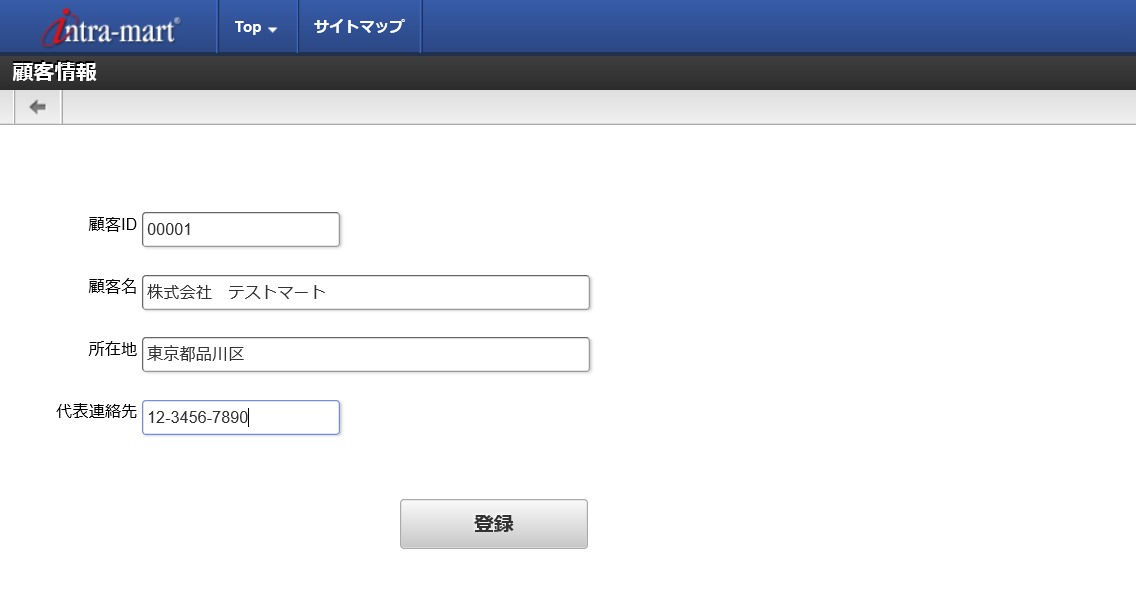 intra-mart®
Top
サイトマップ
顧客情報
顧客ID 00001
顧客名 株式会社　テストマート
所在地 東京都品川区
代表連絡先 12-3456-7890
登録